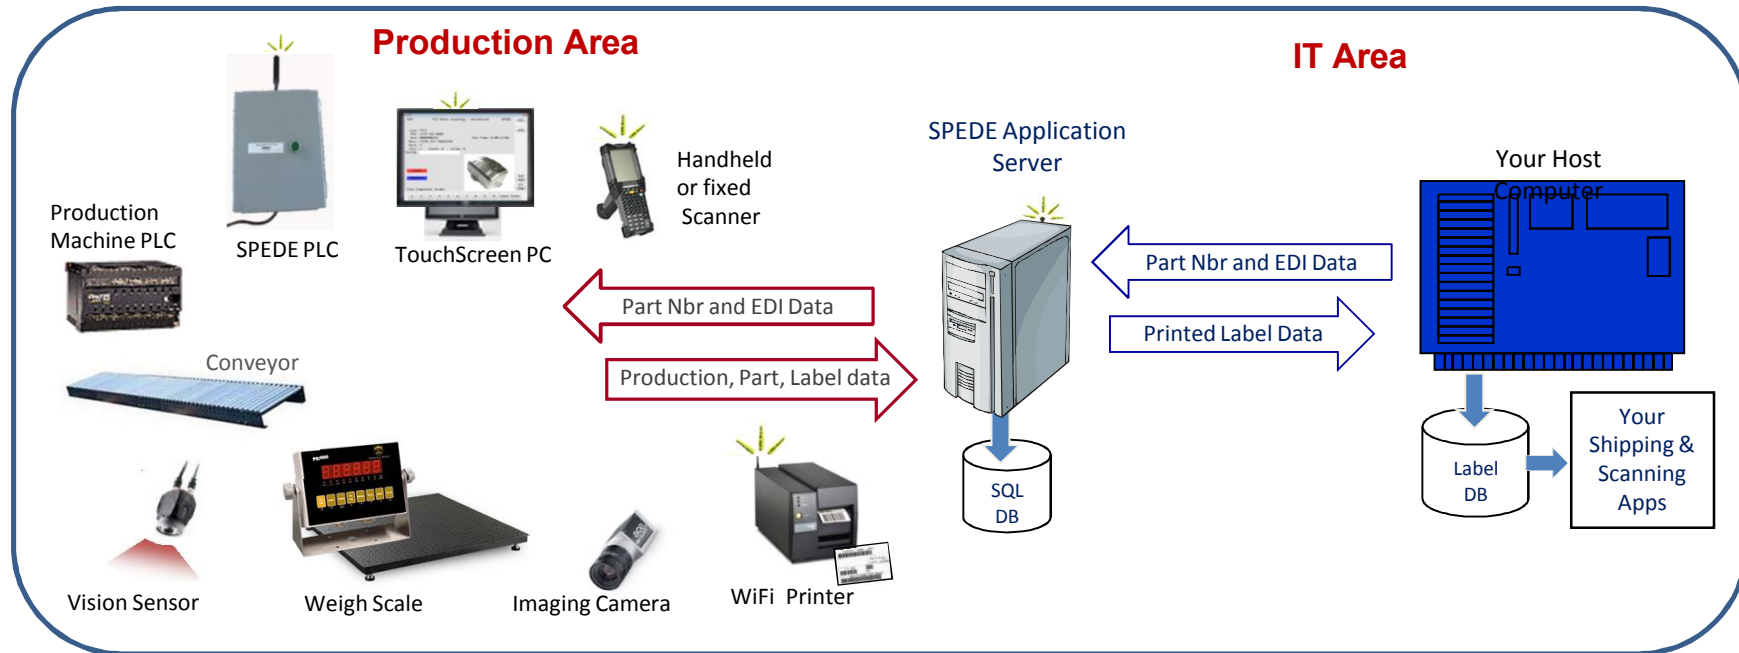 Production Area
IT Area
SPEDE Application
Server
Your Host
Computer
Handheld
or fixed
Scanner
Production
Machine PLC
SPEDE PLC
TouchScreen PC
Part Nbr and EDI Data
Part Nbr and EDI Data
Printed Label Data
Production, Part, Label data
Conveyor
Your
Shipping &
Scanning
Apps
Label
DB
SQL
DB
Vision Sensor
Weigh Scale
Imaging Camera
WiFi Printer